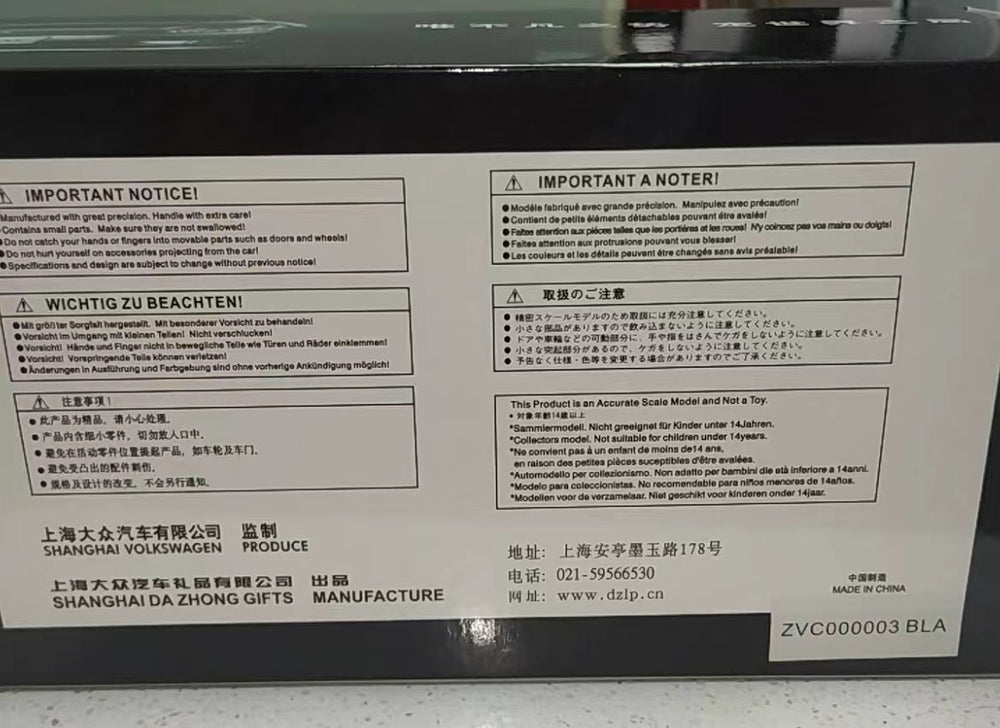 IMPORTANT NOTICE!
Manufactured with great precision. Handle with extra care!
Contains small parts. Make sure they are not swallowed!
●Do not catch your hands or fingers into movable parts such as doors and wheels!
●Do not hurt yourself on accessories projecting from the car!
●Specifications and design are subject to change without previous notice!
WICHTIG ZU BEACHTEN!
●Mit größter Sorgfalt hergestellt. Mit besonderer Vorsicht zu behandeln!
●Vorsicht im Umgang mit kleinen Teilen! Nicht verschlucken!
●Vorsicht! Hände und Finger nicht in bewegliche Teile wie Türen und Räder einklemmen!
●Vorsicht! Vorspringende Teile können verletzen!
●Änderungen in Ausführung und Farbgebung sind ohne vorherige Ankündigung möglich!
注意事项!
●此产品为精品,请小心处理。
●产品内含细小零件,切勿放入口中。
●避免在活动零件位置提起产品,如车轮及车门。
●避免受凸出的配件刺伤。
●规格及设计的改变,不会另行通知。
上海大众汽车有限公司 监制
SHANGHAI VOLKSWAGEN PRODUCE
上海大众汽车礼品有限公司 出品
SHANGHAI DA ZHONG GIFTS MANUFACTURE
IMPORTANT A NOTER!
●Modéle fabriqué avec grande précision. Manipulez avec précaution!
●Contient de petits éléments détachables pouvant être avalés!
●Faites attention aux pièces telles que les portières et les roues! N'y coincez pas vos mains ou doigts!
●Faites attention aux protrusions pouvant vous blesser!
●Les couleurs et les détails peuvent être changés sans avis préalable!
取扱のご注意
●精密スケールモデルのため取扱には充分注意してください。
●小さな部品がありますので飲み込まないように注意してください。
●ドアや車輪などの可動部分に、手や指をはさんでケガをしないように注意してください。
●小さな突起部分があるので、ケガをしないように注意してください。
●予告なく仕様・色等を変更する場合がありますのでご了承ください。
This Product is an Accurate Scale Model and Not a Toy.
•対象年齢14歳以上
*Sammlermodell. Nicht geeignet für Kinder unter 14Jahren.
*Collectors model. Not suitable for children under 14years.
*Ne convient pàs à un enfant de moins de14 ans,
en raison des petites pièces suceptibles d'être avalées.
*Automodello per collezionismo. Non adatto per bambini die età inferiore a 14anni.
*Modelo para coleccionistas. No recomendable para niños menores de 14años.
*Modellen voor de verzamelaar. Niet geschikt voor kinderen onder 14jaar.
地址: 上海安亭墨玉路178号
电话: 021-59566530
网址: www.dzlp.cn
中国制造
MADE IN CHINA
ZVC000003 BLA